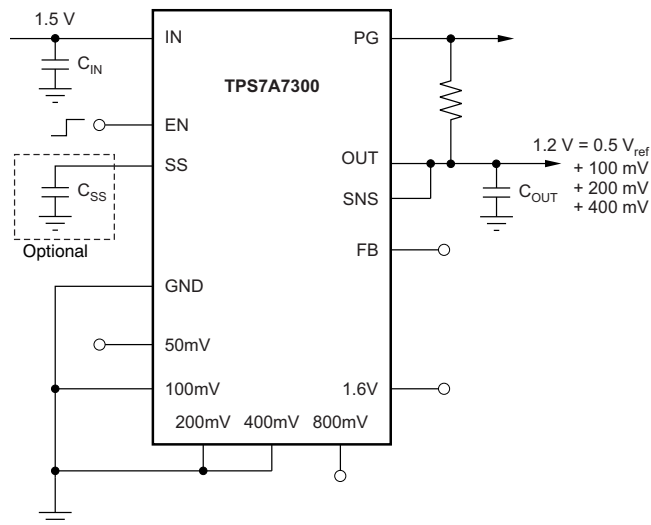 1.5 V
IN
PG
C_IN
TPS7A7300
EN
1.2 V = 0.5 V_ref
OUT
+ 100 mV
SS
+ 200 mV
C_SS
SNS
C_OUT
+ 400 mV
Optional
FB
GND
50mV
100mV
1.6V
200mV 400mV 800mV